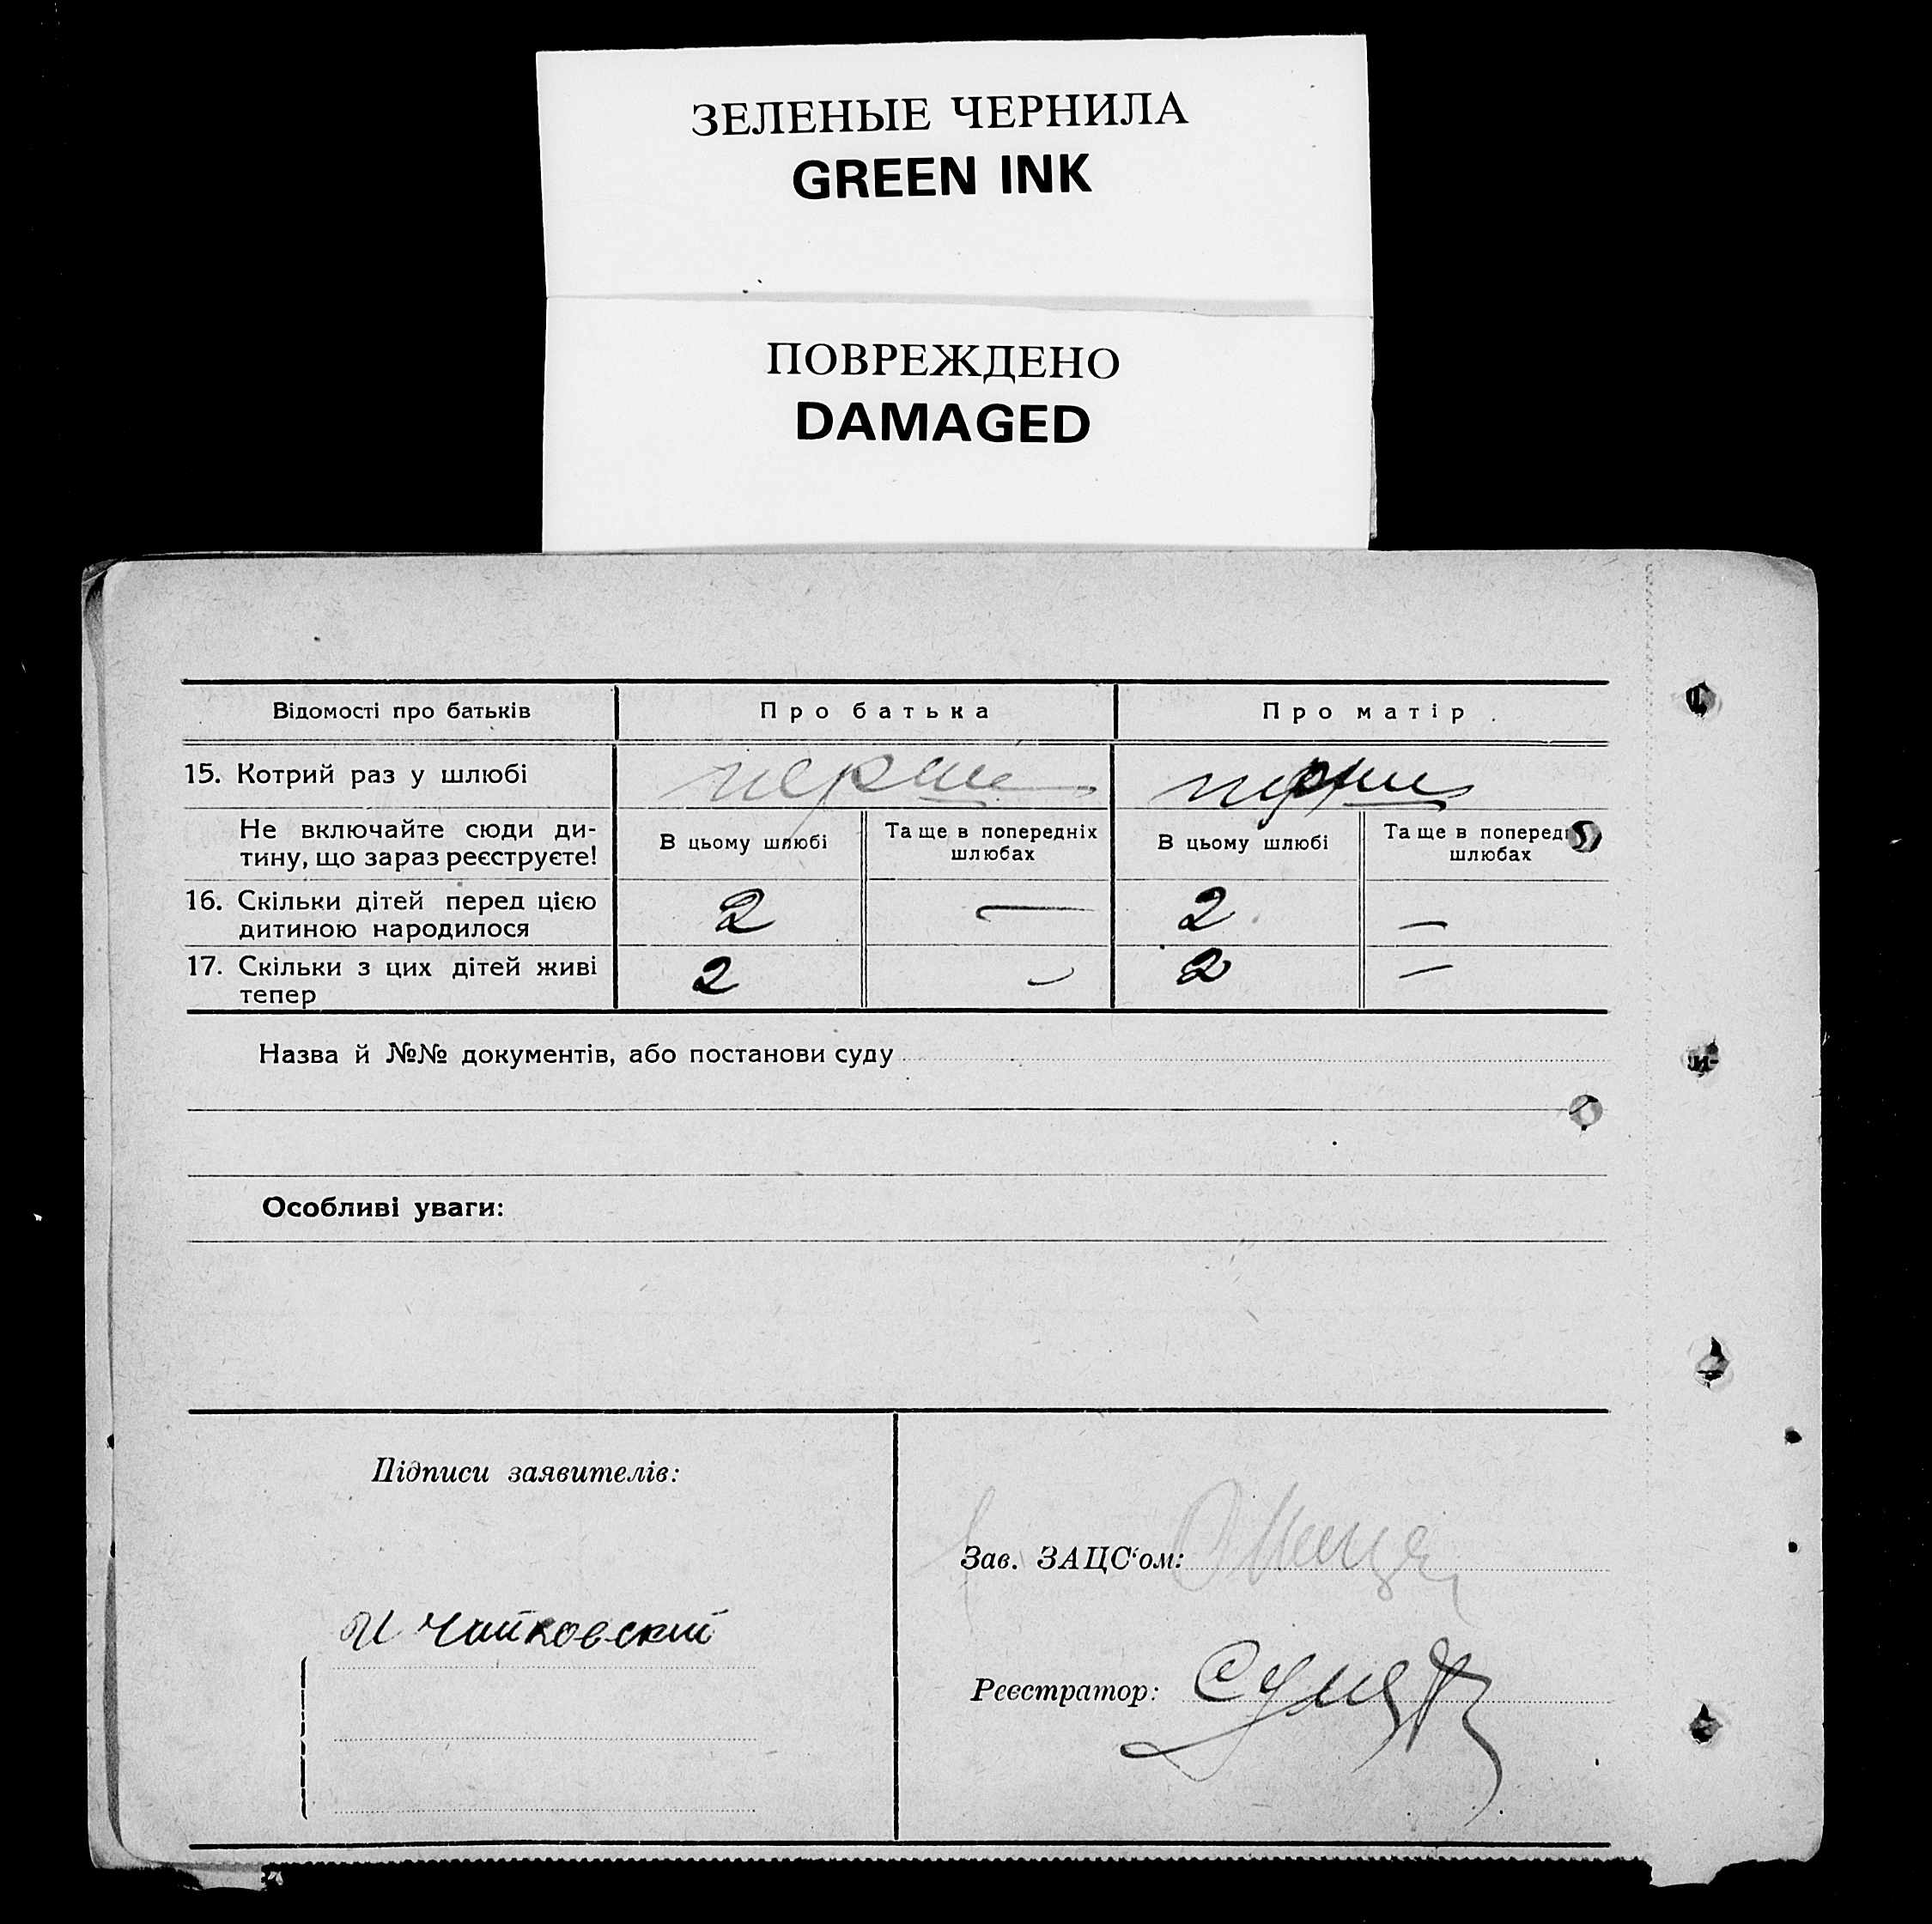 ЗЕЛЕНЫЕ ЧЕРНИЛА
GREEN INK
ПОВРЕЖДЕНО
DAMAGED
Відомості про батьків Про батька Про матір
15. Котрий раз у шлюбі перше перше
Не включайте сюди ди-
тину, що зараз реєструєте!
В цьому шлюбі
Та ще в попередніх
шлюбах
В цьому шлюбі
Та ще в поперед
шлюбах
16. Скільки дітей перед цією
дитиною народилося
2 — 2 —
17. Скільки з цих дітей живі
тепер
2 — 2 —
Назва й №№ документів, або постанови суду
Особливі уваги:
Підписи заявителів:
И Чайковский
Зав. ЗАЦС‘ом:
Реєстратор: